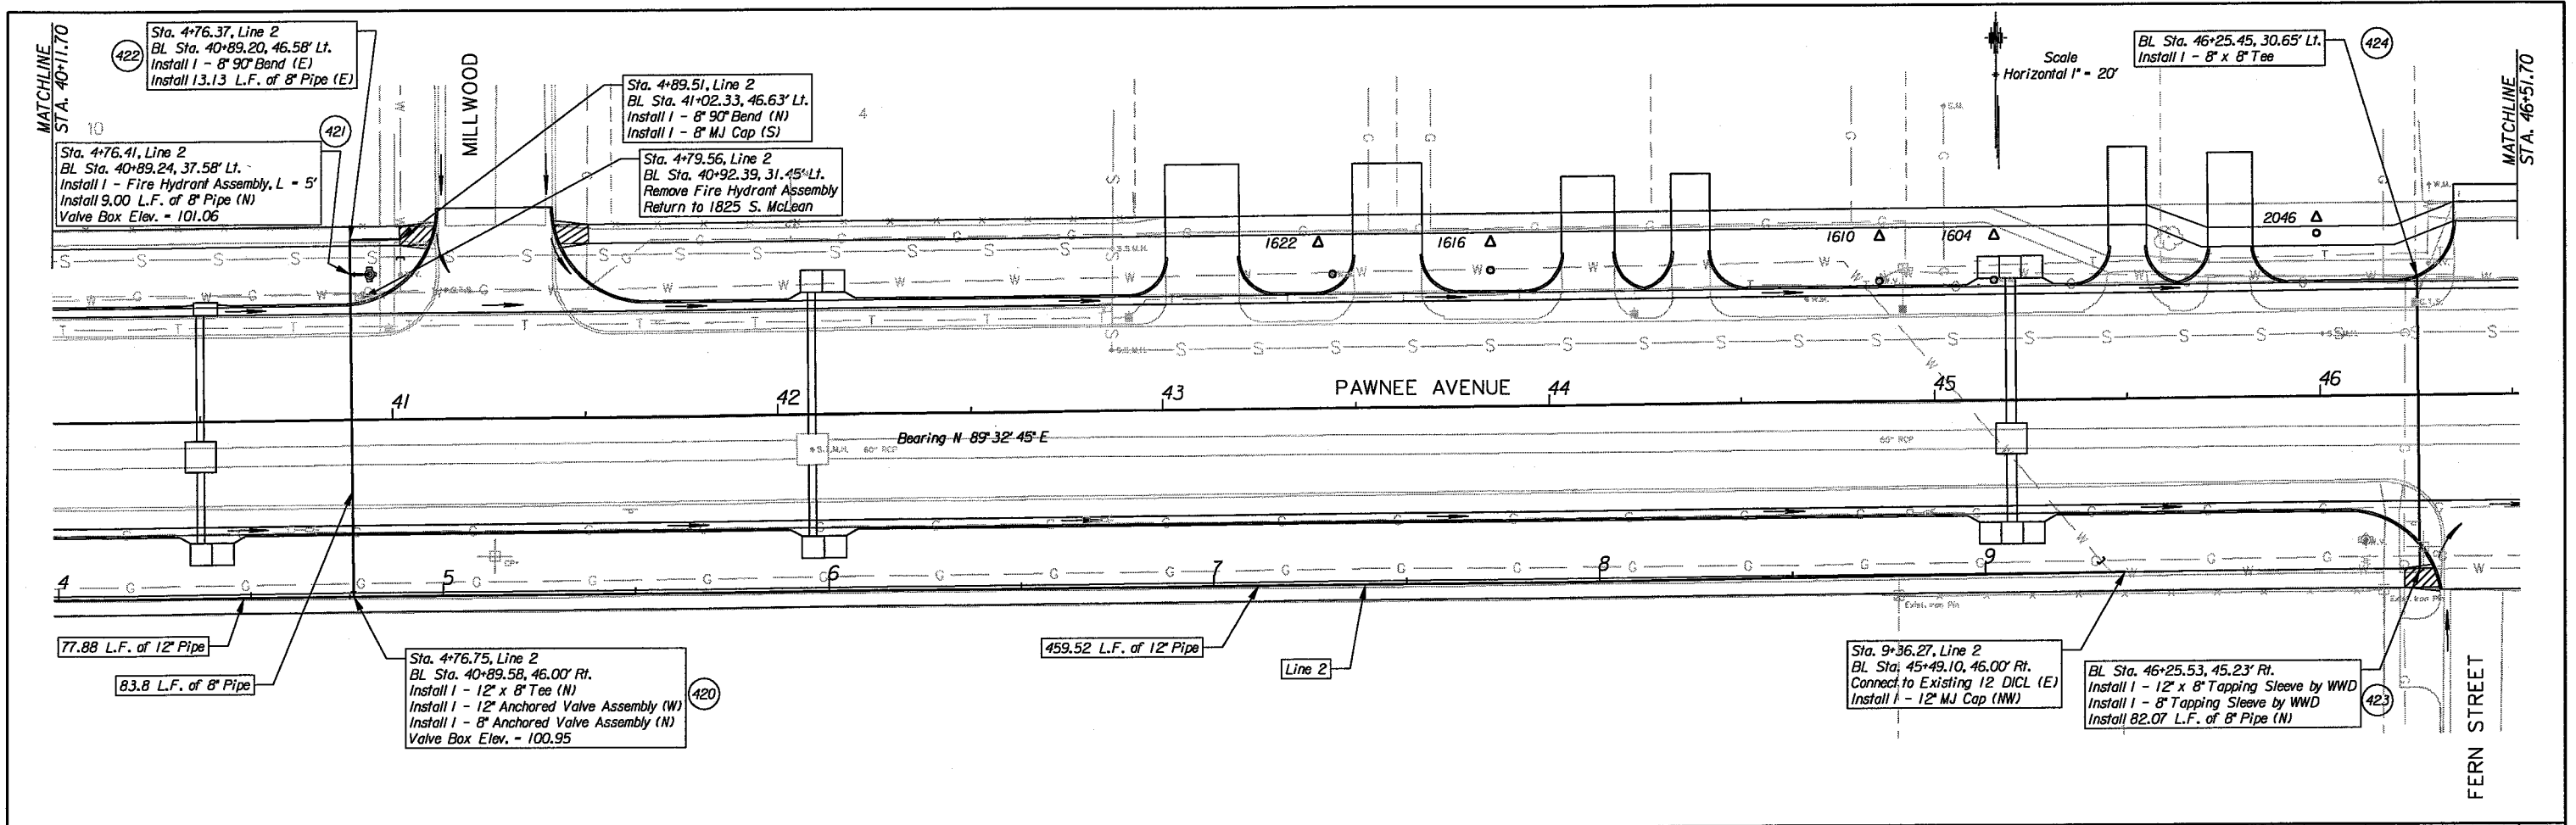 MATCHLINE
STA. 40+11.70
422
Sta. 4+76.37, Line 2
BL Sta. 40+89.20, 46.58' Lt.
Install 1 - 8" 90° Bend (E)
Install 13.13 L.F. of 8" Pipe (E)
10
421
Sta. 4+76.41, Line 2
BL Sta. 40+89.24, 37.58' Lt.
Install 1 - Fire Hydrant Assembly, L = 5'
Install 9.00 L.F. of 8" Pipe (N)
Valve Box Elev. = 101.06
MILLWOOD
Sta. 4+89.51, Line 2
BL Sta. 41+02.33, 46.63' Lt.
Install 1 - 8" 90° Bend (N)
Install 1 - 8" MJ Cap (S)
Sta. 4+79.56, Line 2
BL Sta. 40+92.39, 31.45' Lt.
Remove Fire Hydrant Assembly
Return to 1825 S. McLean
4
Scale
Horizontal 1" = 20'
BL Sta. 46+25.45, 30.65' Lt.
Install 1 - 8" x 8" Tee
424
MATCHLINE
STA. 46+51.70
1622
1616
1610
1604
2046
S.S.M.H.
S.S.M.H.
PAWNEE AVENUE
41
42
43
44
45
46
Bearing N 89° 32' 45" E
60" RCP
60" RCP
4
5
6
7
8
9
Exist. Iron Pin
Exist. Iron Pin
77.88 L.F. of 12" Pipe
83.8 L.F. of 8" Pipe
Sta. 4+76.75, Line 2
BL Sta. 40+89.58, 46.00' Rt.
Install 1 - 12" x 8" Tee (N)
Install 1 - 12" Anchored Valve Assembly (W)
Install 1 - 8" Anchored Valve Assembly (N)
Valve Box Elev. = 100.95
420
459.52 L.F. of 12" Pipe
Line 2
Sta. 9+36.27, Line 2
BL Sta. 45+49.10, 46.00' Rt.
Connect to Existing 12 DICL (E)
Install 1 - 12" MJ Cap (NW)
BL Sta. 46+25.53, 45.23' Rt.
Install 1 - 12" x 8" Tapping Sleeve by WWD
Install 1 - 8" Tapping Sleeve by WWD
Install 82.07 L.F. of 8" Pipe (N)
423
FERN STREET